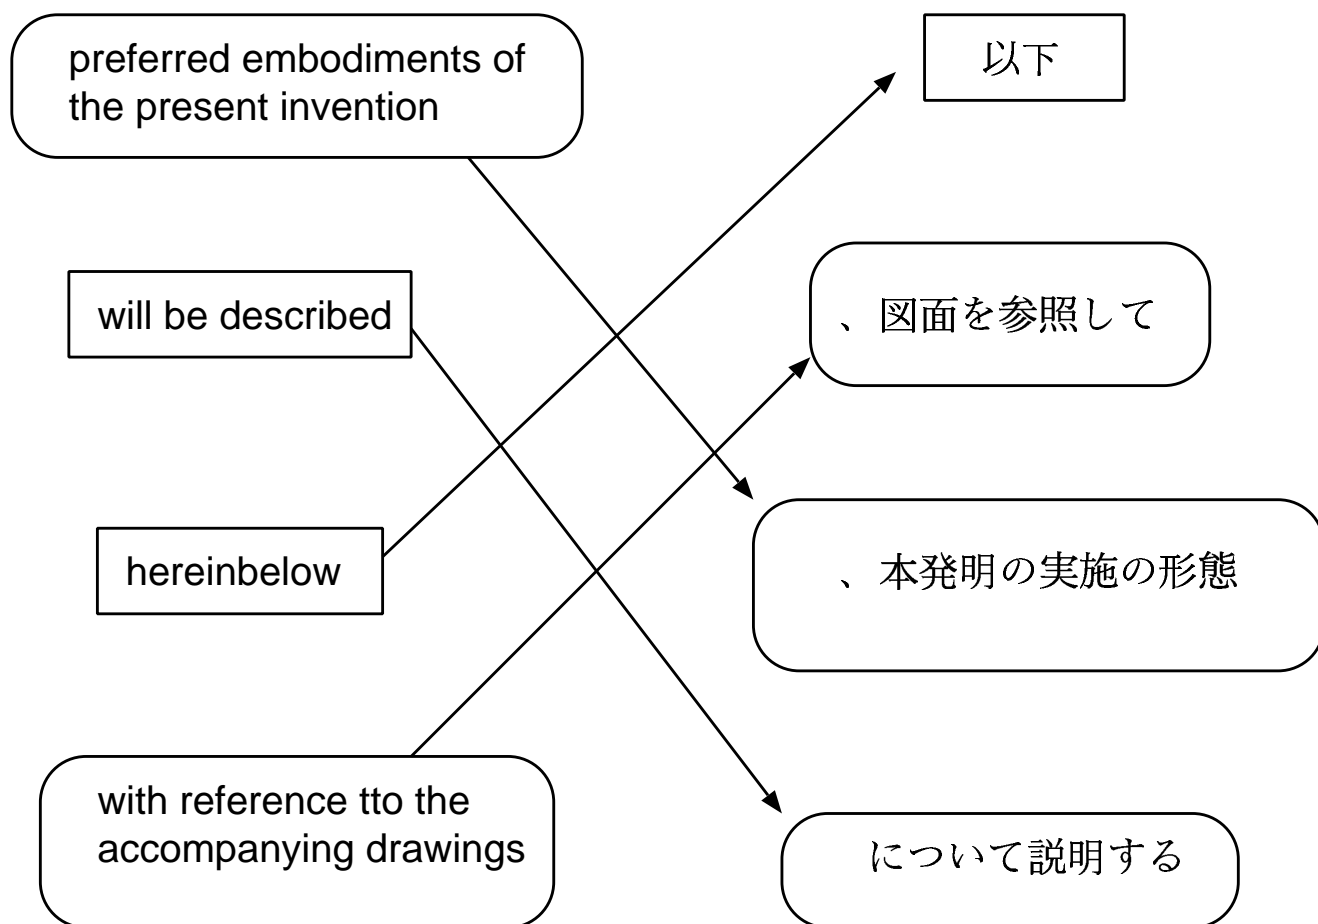 preferred embodiments of
the present invention
will be described
hereinbelow
with reference tto the
accompanying drawings
以下
、図面を参照して
、本発明の実施の形態
について説明する